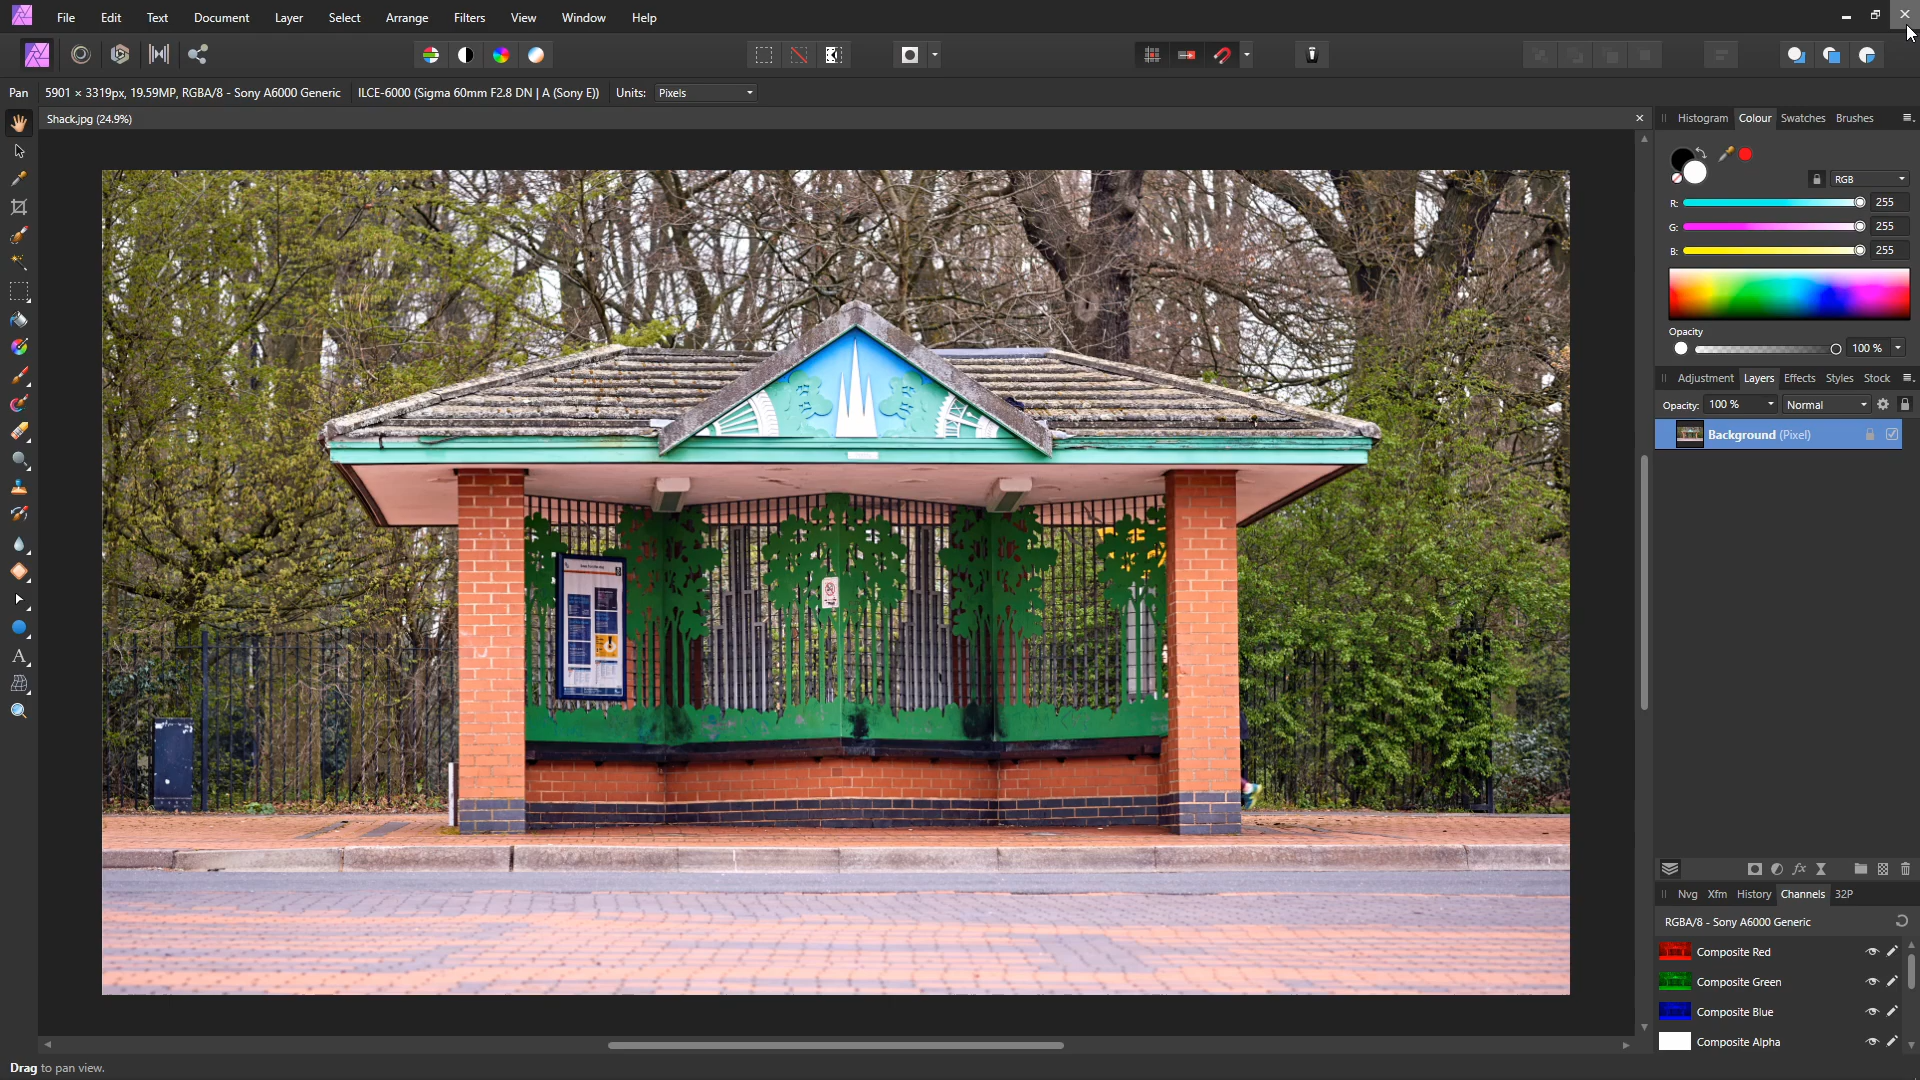 File Edit Text Document Layer Select Arrange Filters View Window Help
Pan 5901 × 3319px, 19.59MP, RGBA/8 - Sony A6000 Generic ILCE-6000 (Sigma 60mm F2.8 DN | A (Sony E)) Units: Pixels
Shack.jpg (24.9%)
Histogram Colour Swatches Brushes
RGB
R: 255
G: 255
B: 255
Opacity
100 %
Adjustment Layers Effects Styles Stock
Opacity: 100 % Normal
Background (Pixel)
Nvg Xfm History Channels 32P
RGBA/8 - Sony A6000 Generic
Composite Red
Composite Green
Composite Blue
Composite Alpha
Drag to pan view.